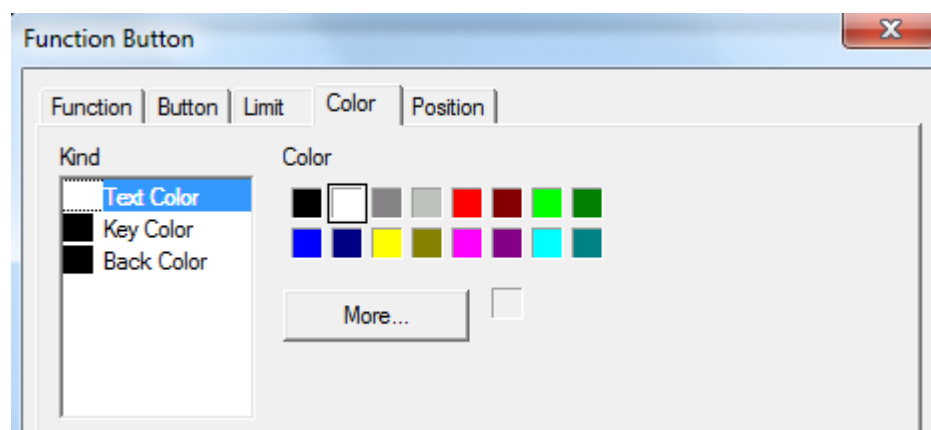 Function Button
Function Button Limit Color Position
Kind Color
Text Color
Key Color
Back Color
More...